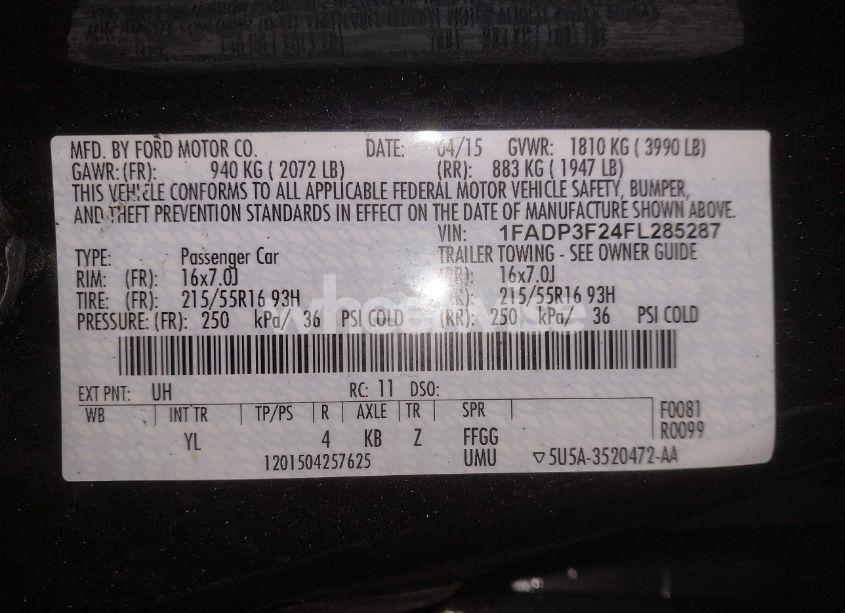 MFD. BY FORD MOTOR CO. DATE: 04/15 GVWR: 1810 KG ( 3990 LB)
GAWR: (FR): 940 KG ( 2072 LB) (RR): 883 KG ( 1947 LB)
THIS VEHICLE CONFORMS TO ALL APPLICABLE FEDERAL MOTOR VEHICLE SAFETY, BUMPER,
AND THEFT PREVENTION STANDARDS IN EFFECT ON THE DATE OF MANUFACTURE SHOWN ABOVE.
VIN: 1FADP3F24FL285287
TYPE: Passenger Car TRAILER TOWING - SEE OWNER GUIDE
RIM: (FR): 16x7.0J (RR): 16x7.0J
TIRE: (FR): 215/55R16 93H (RR): 215/55R16 93H
PRESSURE: (FR): 250 kPa/ 36 PSI COLD (RR): 250 kPa/ 36 PSI COLD
EXT PNT: UH RC: 11 DSO:
WB INT TR TP/PS R AXLE TR SPR F0081
YL 4 KB Z FFGG R0099
1201504257625 UMU ▽5U5A-3520472-AA